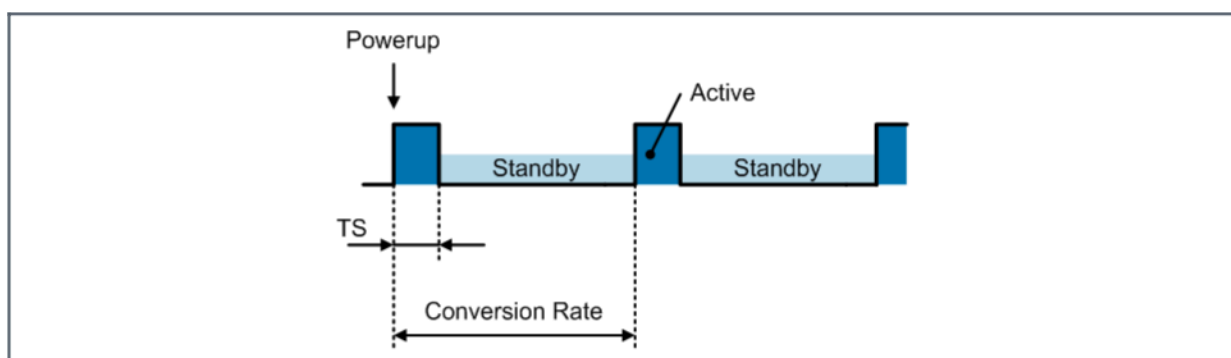 Powerup
Active
Standby
Standby
TS
Conversion Rate